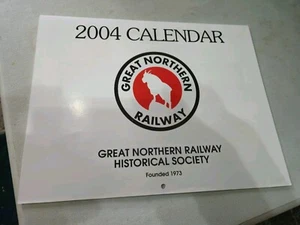 2004 CALENDAR
GREAT NORTHERN
RAILWAY
GREAT NORTHERN RAILWAY
HISTORICAL SOCIETY
Founded 1973